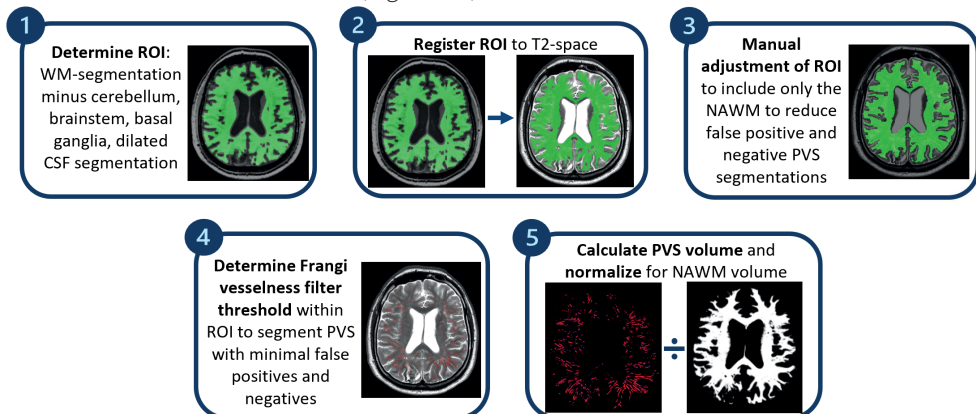 1
Determine ROI:
WM-segmentation
minus cerebellum,
brainstem, basal
ganglia, dilated
CSF segmentation
2
Register ROI to T2-space
3
Manual
adjustment of ROI
to include only the
NAWM to reduce
false positive and
negative PVS
segmentations
4
Determine Frangi
vesselness filter
threshold within
ROI to segment PVS
with minimal false
positives and
negatives
5
Calculate PVS volume and
normalize for NAWM volume
÷